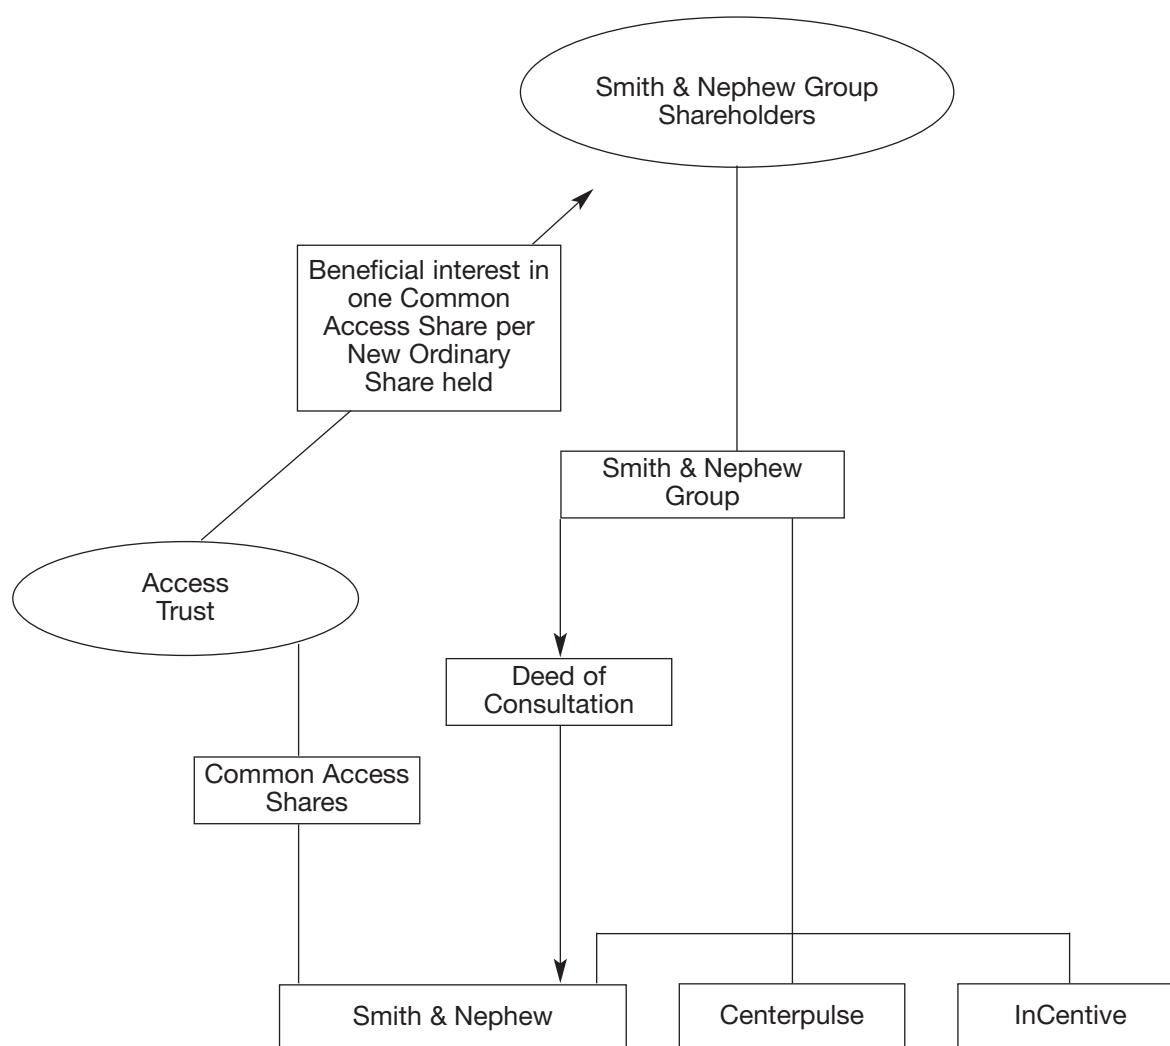 Smith & Nephew Group
Shareholders
Beneficial interest in
one Common
Access Share per
New Ordinary
Share held
Smith & Nephew
Group
Access
Trust
Deed of
Consultation
Common Access
Shares
Smith & Nephew
Centerpulse
InCentive